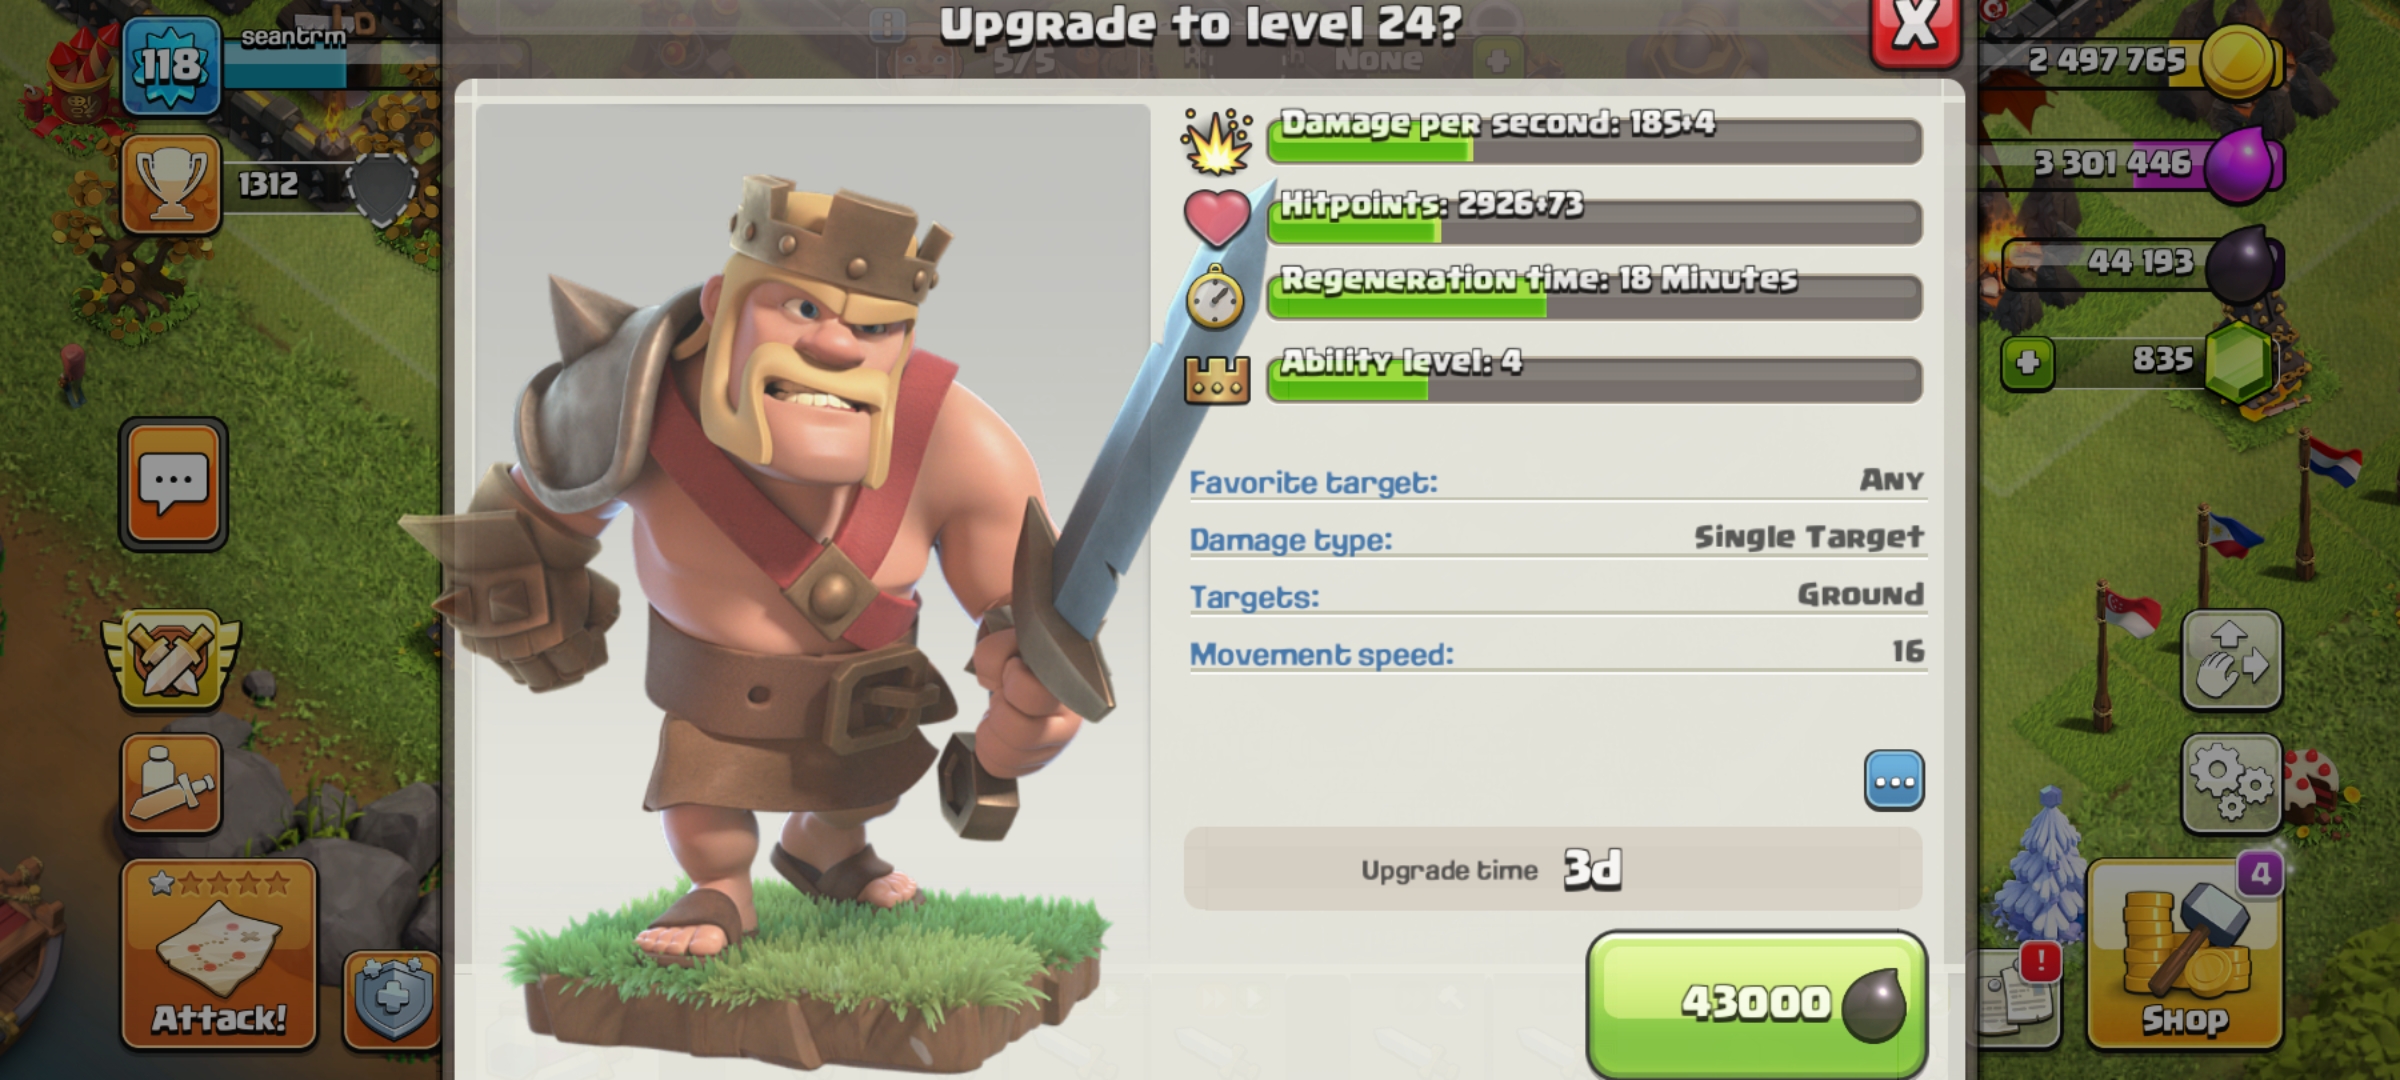 Upgrade to level 24?
X
118
seantrm
5/5
None
2 497 765
Damage per second: 185+4
3 301 446
1312
Hitpoints: 2926+73
44 193
Regeneration time: 18 Minutes
835
Ability level: 4
Favorite target: Any
Damage type: Single Target
Targets: Ground
Movement speed: 16
Upgrade time 3d
4
!
43000
Attack!
Shop